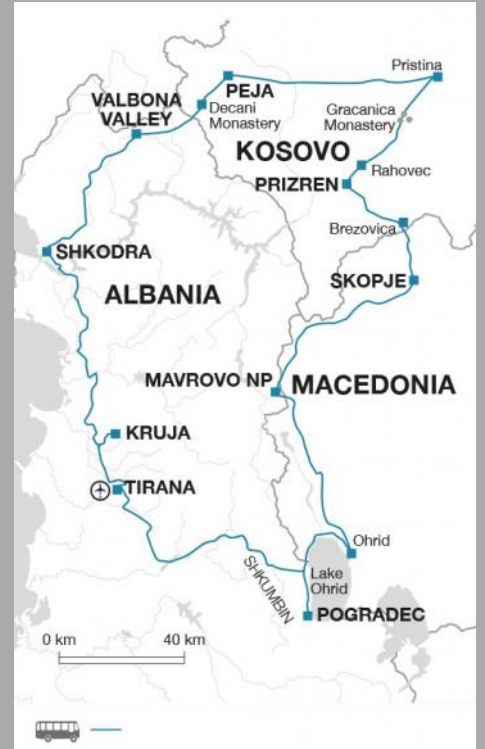 Pristina
PEJA
VALBONA
VALLEY
Decani
Monastery
Gracanica
Monastery
KOSOVO
Rahovec
PRIZREN
Brezovica
SHKODRA
SKOPJE
ALBANIA
MAVROVO NP
MACEDONIA
KRUJA
TIRANA
Ohrid
SHKUMBIN
Lake
Ohrid
POGRADEC
0 km 40 km